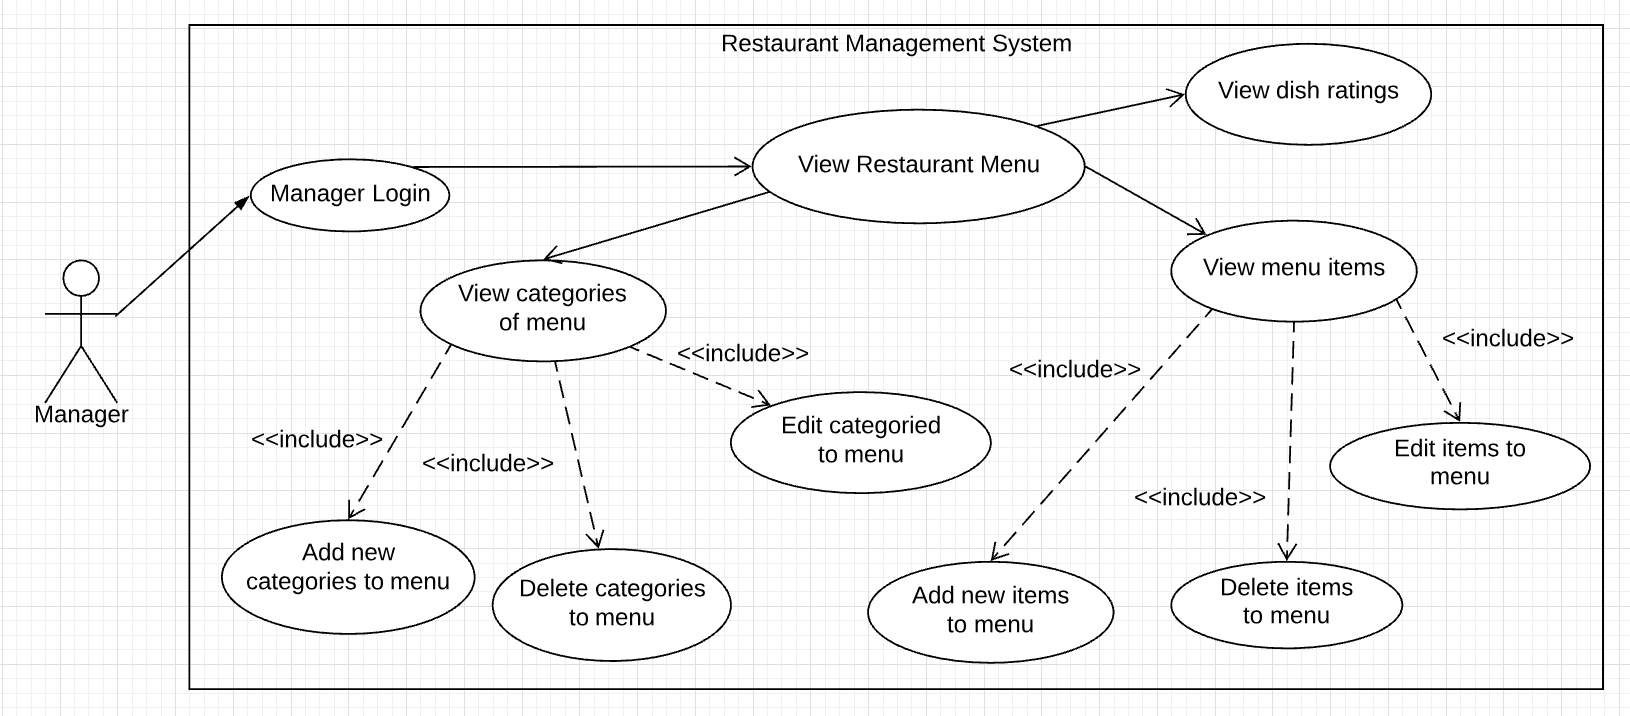 Restaurant Management System
View dish ratings
View Restaurant Menu
Manager Login
View categories
of menu
View menu items
<<include>>
<<include>>
<<include>>
Manager
Edit categoried
to menu
<<include>>
<<include>>
Edit items to
menu
<<include>>
Add new
categories to menu
Delete categories
to menu
Add new items
to menu
Delete items
to menu